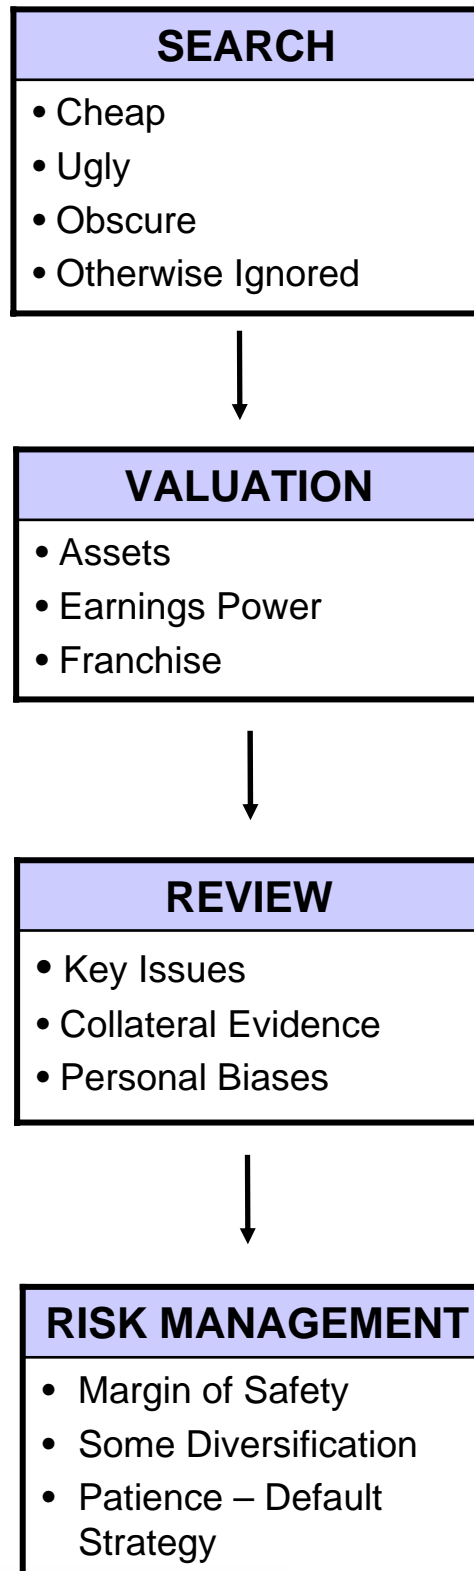 SEARCH
• Cheap
• Ugly
• Obscure
• Otherwise Ignored
VALUATION
• Assets
• Earnings Power
• Franchise
REVIEW
• Key Issues
• Collateral Evidence
• Personal Biases
RISK MANAGEMENT
• Margin of Safety
• Some Diversification
• Patience – Default
Strategy